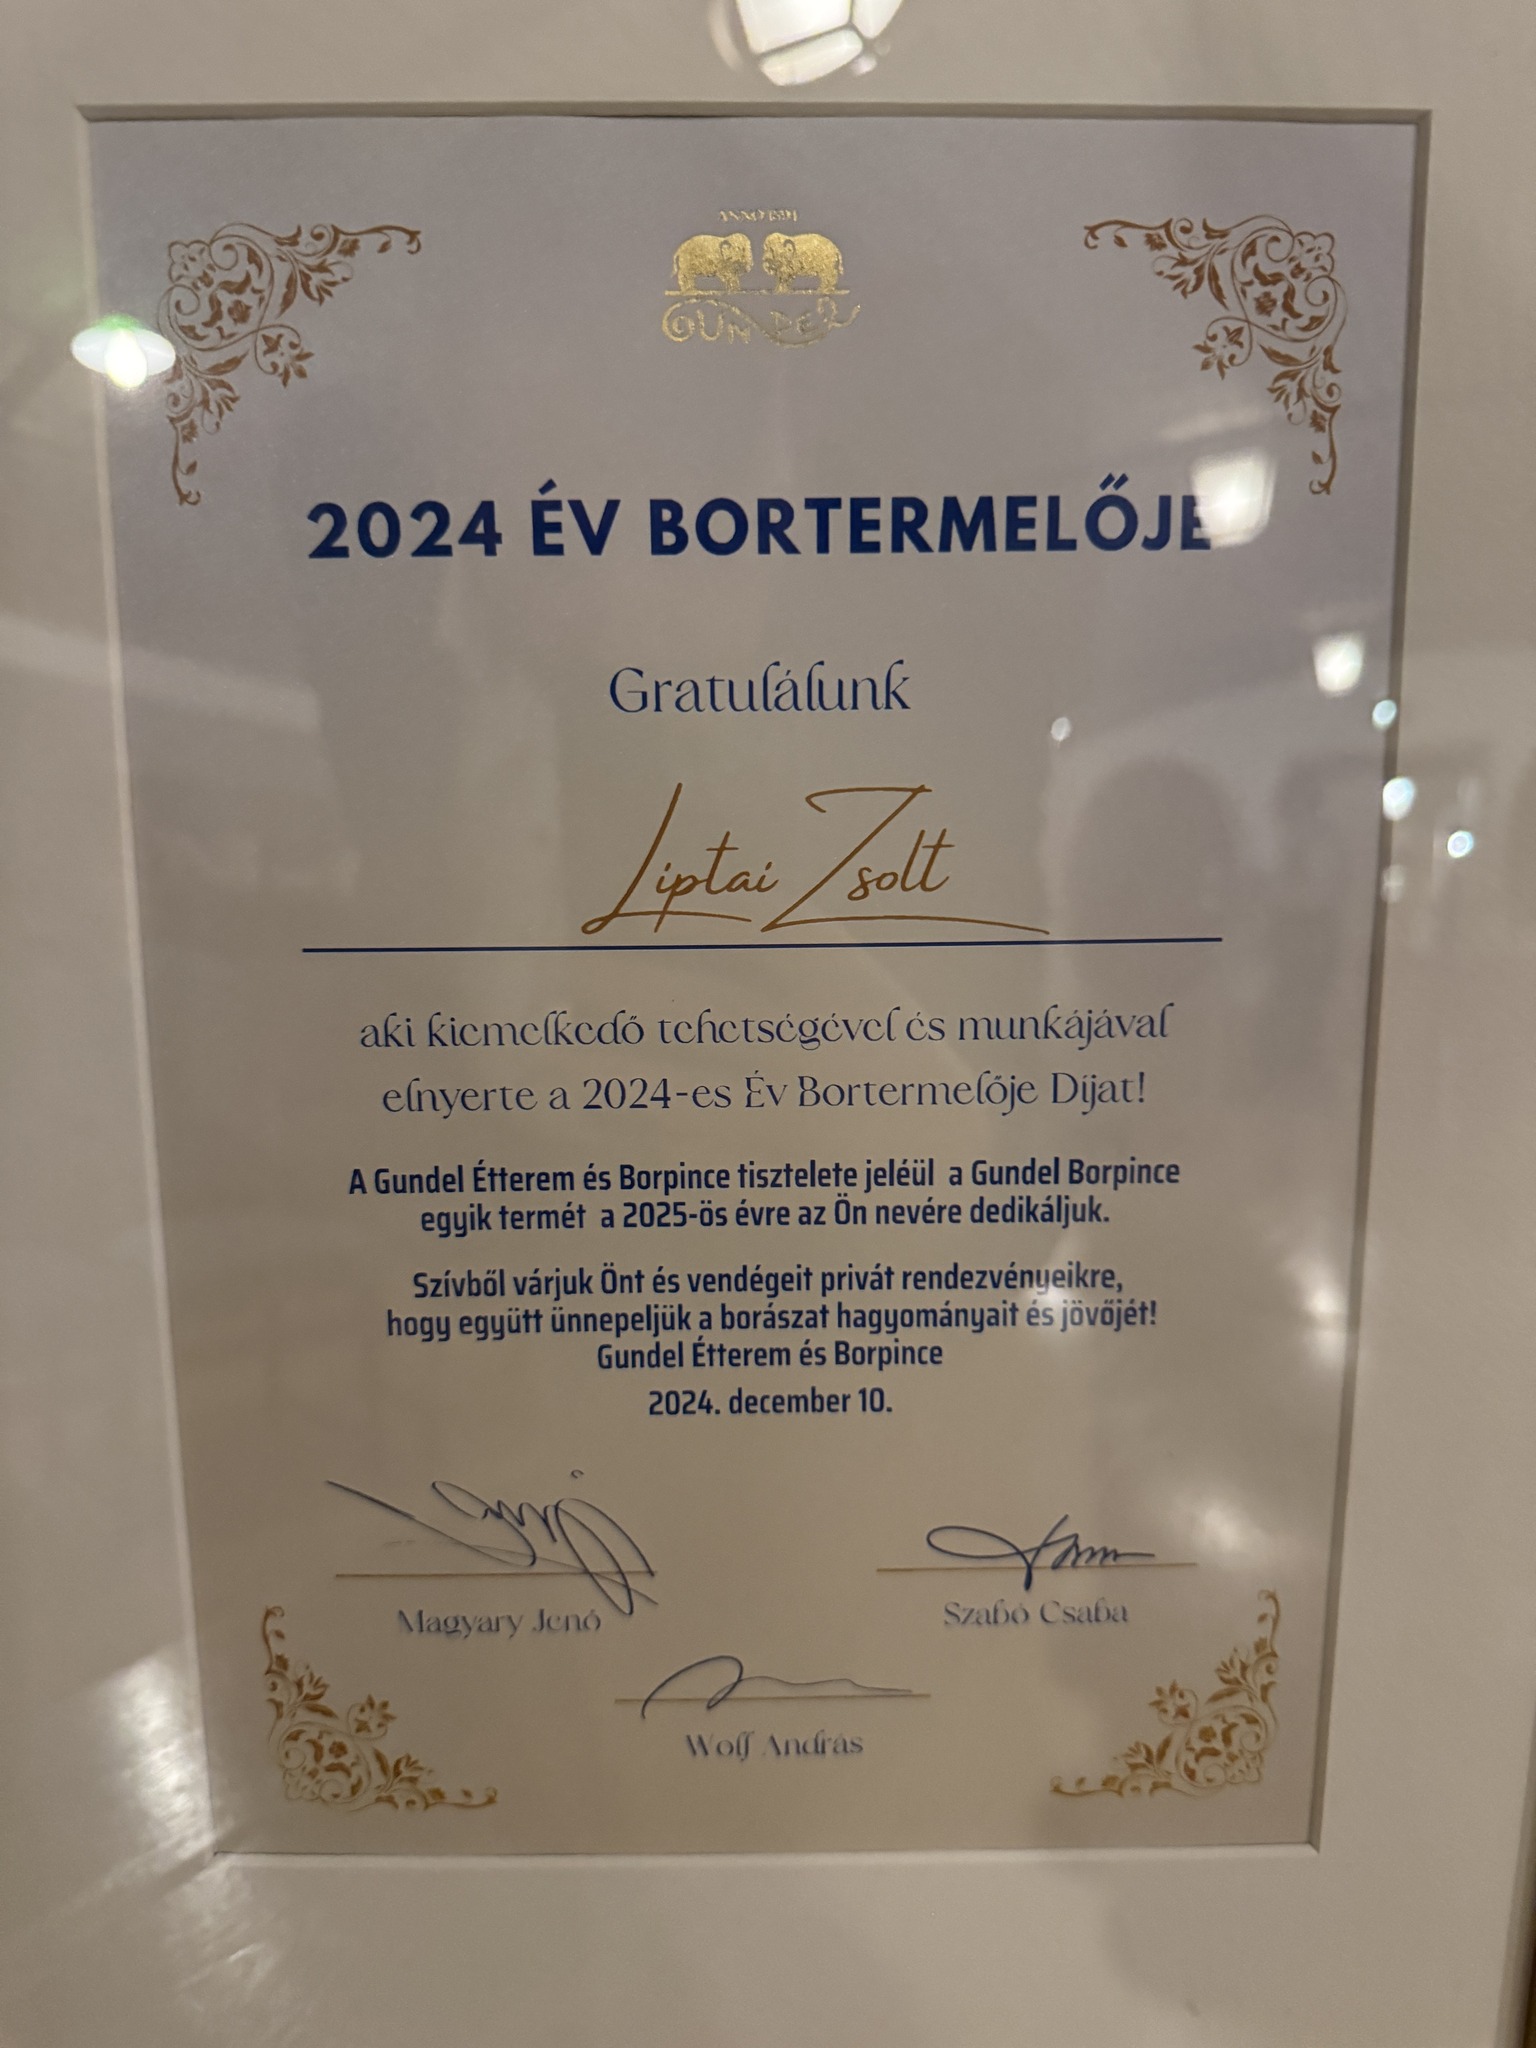 ANNO 1894
GUNDEL
2024 ÉV BORTERMELŐJE
Gratulálunk
Liptai Zsolt
aki kiemelkedő tehetségével és munkájával
elnyerte a 2024-es Év Bortermelője Díjat!
A Gundel Étterem és Borpince tisztelete jeléül a Gundel Borpince
egyik termét a 2025-ös évre az Ön nevére dedikáljuk.
Szívből várjuk Önt és vendégeit privát rendezvényeikre,
hogy együtt ünnepeljük a borászat hagyományait és jövőjét!
Gundel Étterem és Borpince
2024. december 10.
Magyary Jenő
Szabó Csaba
Wolf András